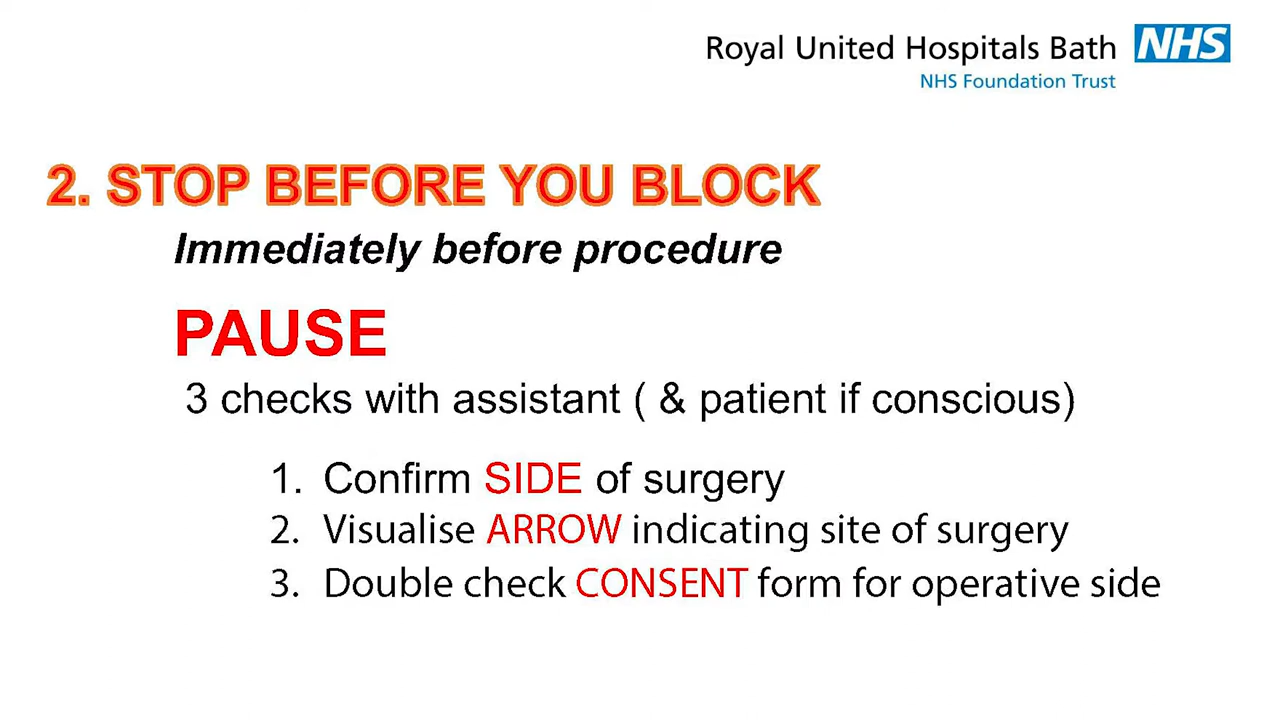 Royal United Hospitals Bath NHS
NHS Foundation Trust
2. STOP BEFORE YOU BLOCK
Immediately before procedure
PAUSE
3 checks with assistant ( & patient if conscious)
1. Confirm SIDE of surgery
2. Visualise ARROW indicating site of surgery
3. Double check CONSENT form for operative side